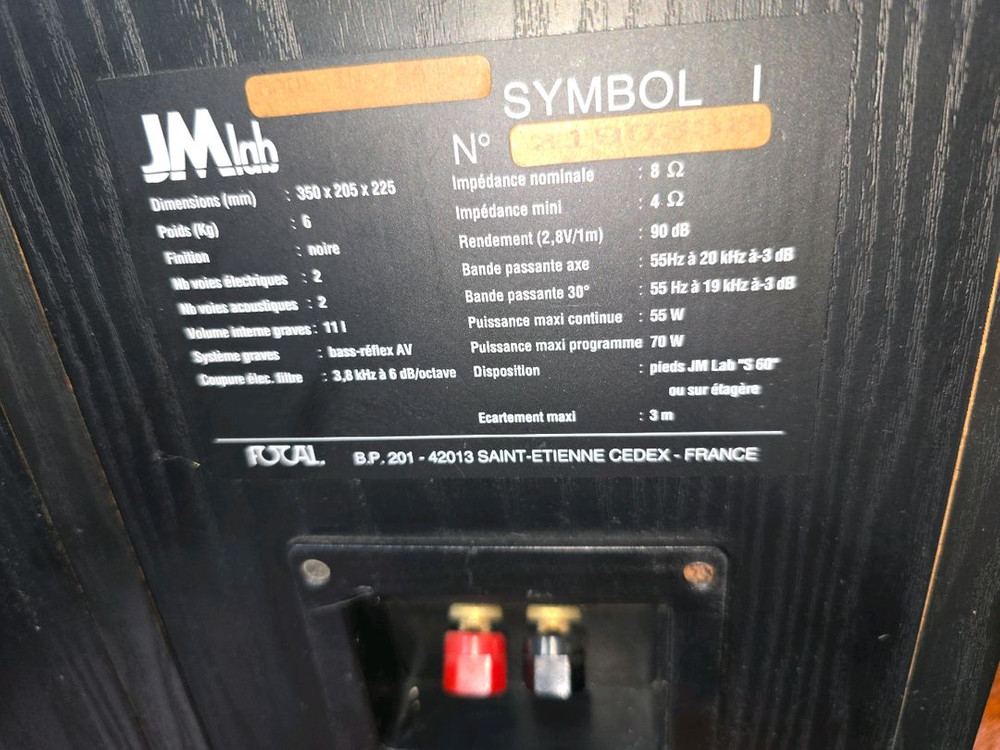 SYMBOL I
JMlab
N°
Dimensions (mm) : 350 x 205 x 225
Poids (Kg) : 6
Finition : noire
Nb voies électriques : 2
Nb voies acoustiques : 2
Volume interne graves : 11 l
Système graves : bass-réflex AV
Coupure élec. filtre : 3,8 kHz à 6 dB/octave
Impédance nominale : 8 Ω
Impédance mini : 4 Ω
Rendement (2,8V/1m) : 90 dB
Bande passante axe : 55Hz à 20 kHz à-3 dB
Bande passante 30° : 55 Hz à 19 kHz à-3 dB
Puissance maxi continue : 55 W
Puissance maxi programme 70 W
Disposition : pieds JM Lab "S 60"
ou sur étagère
Ecartement maxi : 3 m
FOCAL. B.P. 201 - 42013 SAINT-ETIENNE CEDEX - FRANCE